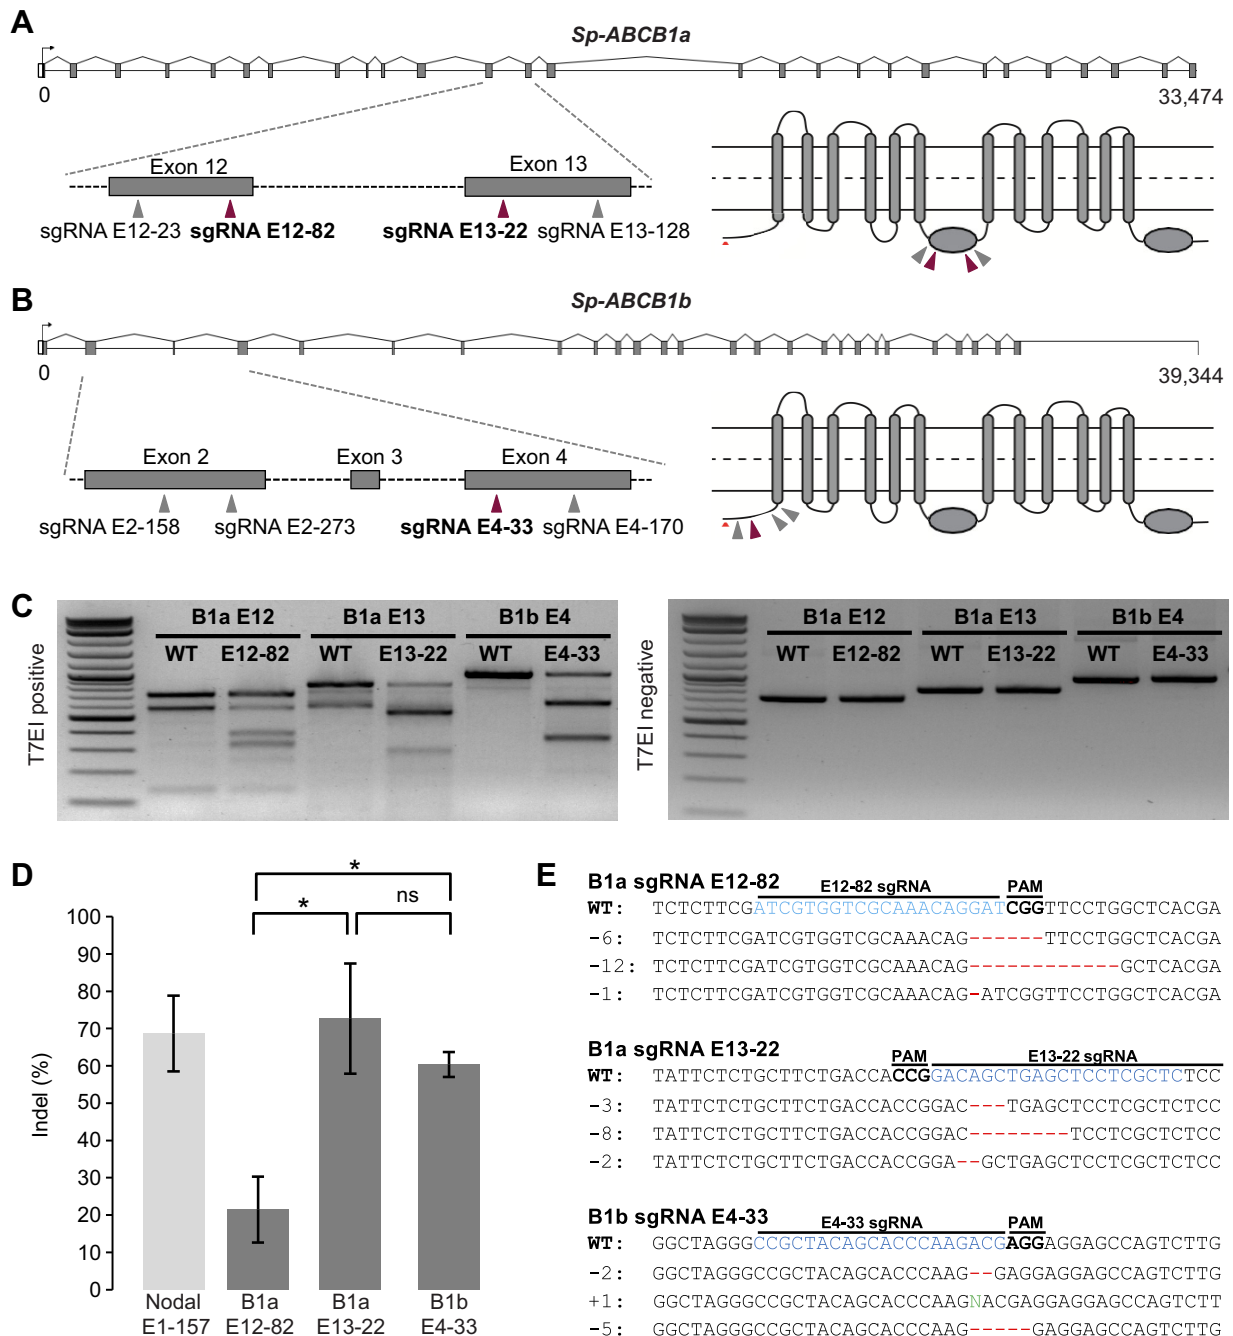 A
Sp-ABCB1a
0
33,474
Exon 12
Exon 13
sgRNA E12-23
sgRNA E12-82
sgRNA E13-22
sgRNA E13-128
B
Sp-ABCB1b
0
39,344
Exon 2
Exon 3
Exon 4
sgRNA E2-158
sgRNA E2-273
sgRNA E4-33
sgRNA E4-170
C
T7EI positive
B1a E12
B1a E13
B1b E4
WT
E12-82
WT
E13-22
WT
E4-33
T7EI negative
B1a E12
B1a E13
B1b E4
WT
E12-82
WT
E13-22
WT
E4-33
D
*
*
ns
Indel (%)
100
90
80
70
60
50
40
30
20
10
0
Nodal
E1-157
B1a
E12-82
B1a
E13-22
B1b
E4-33
E
B1a sgRNA E12-82
E12-82 sgRNA
PAM
WT: TCTCTTCGATCGTGGTCGCAAACAGGATCGGTTCCTGGCTCACGA
-6: TCTCTTCGATCGTGGTCGCAAACAG------TTCCTGGCTCACGA
-12: TCTCTTCGATCGTGGTCGCAAACAG------------GCTCACGA
-1: TCTCTTCGATCGTGGTCGCAAACAG-ATCGGTTCCTGGCTCACGA
B1a sgRNA E13-22
PAM
E13-22 sgRNA
WT: TATTCTCTGCTTCTGACCACCGGACAGCTGAGCTCCTCGCTCTCC
-3: TATTCTCTGCTTCTGACCACCGGAC---TGAGCTCCTCGCTCTCC
-8: TATTCTCTGCTTCTGACCACCGGAC--------TCCTCGCTCTCC
-2: TATTCTCTGCTTCTGACCACCGGA--GCTGAGCTCCTCGCTCTCC
B1b sgRNA E4-33
E4-33 sgRNA
PAM
WT: GGCTAGGGCCGCTACAGCACCCAAGACGAGGAGGAGCCAGTCTTG
-2: GGCTAGGGCCGCTACAGCACCCAAG--GAGGAGGAGCCAGTCTTG
+1: GGCTAGGGCCGCTACAGCACCCAAGNACGAGGAGGAGCCAGTCTT
-5: GGCTAGGGCCGCTACAGCACCCAAG-----GAGGAGCCAGTCTTG